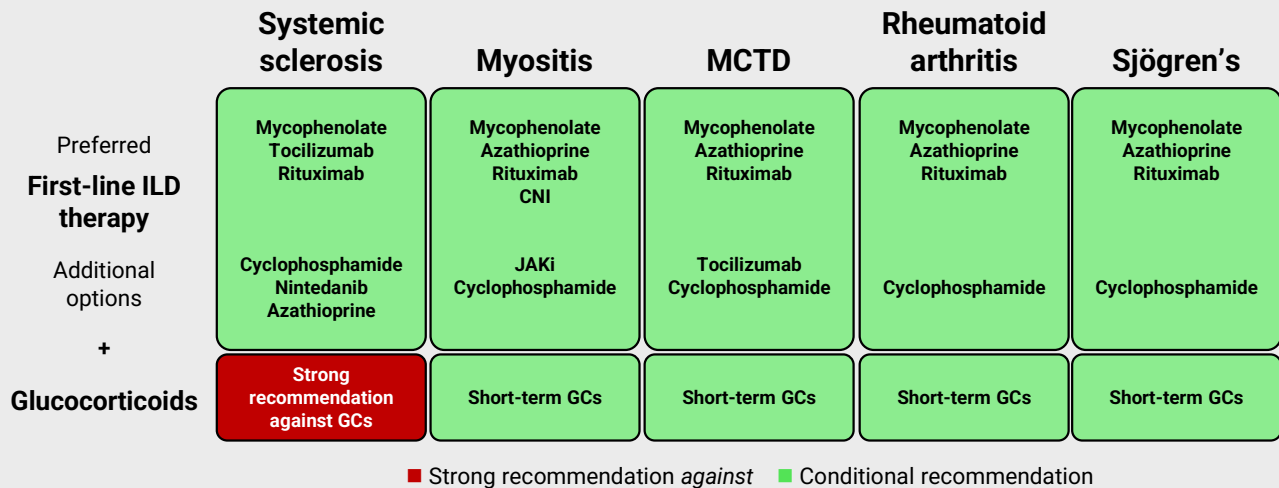 Systemic
sclerosis
Myositis
MCTD
Rheumatoid
arthritis
Sjögren's
Preferred
First-line ILD
therapy
Additional
options
+
Glucocorticoids
Mycophenolate
Tocilizumab
Rituximab
Cyclophosphamide
Nintedanib
Azathioprine
Mycophenolate
Azathioprine
Rituximab
CNI
JAKi
Cyclophosphamide
Mycophenolate
Azathioprine
Rituximab
Tocilizumab
Cyclophosphamide
Mycophenolate
Azathioprine
Rituximab
Cyclophosphamide
Mycophenolate
Azathioprine
Rituximab
Cyclophosphamide
Strong
recommendation
against GCs
Short-term GCs
Short-term GCs
Short-term GCs
Short-term GCs
Strong recommendation against
Conditional recommendation